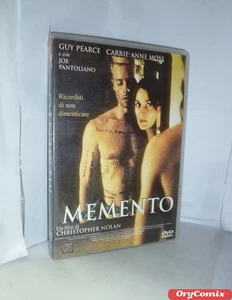 GUY PEARCE CARRIE-ANNE MOSS
e con
JOE
PANTOLIANO
Ricordati
di non
dimenticare
MEMENTO
Un film di
CHRISTOPHER NOLAN
DVD
OryComix